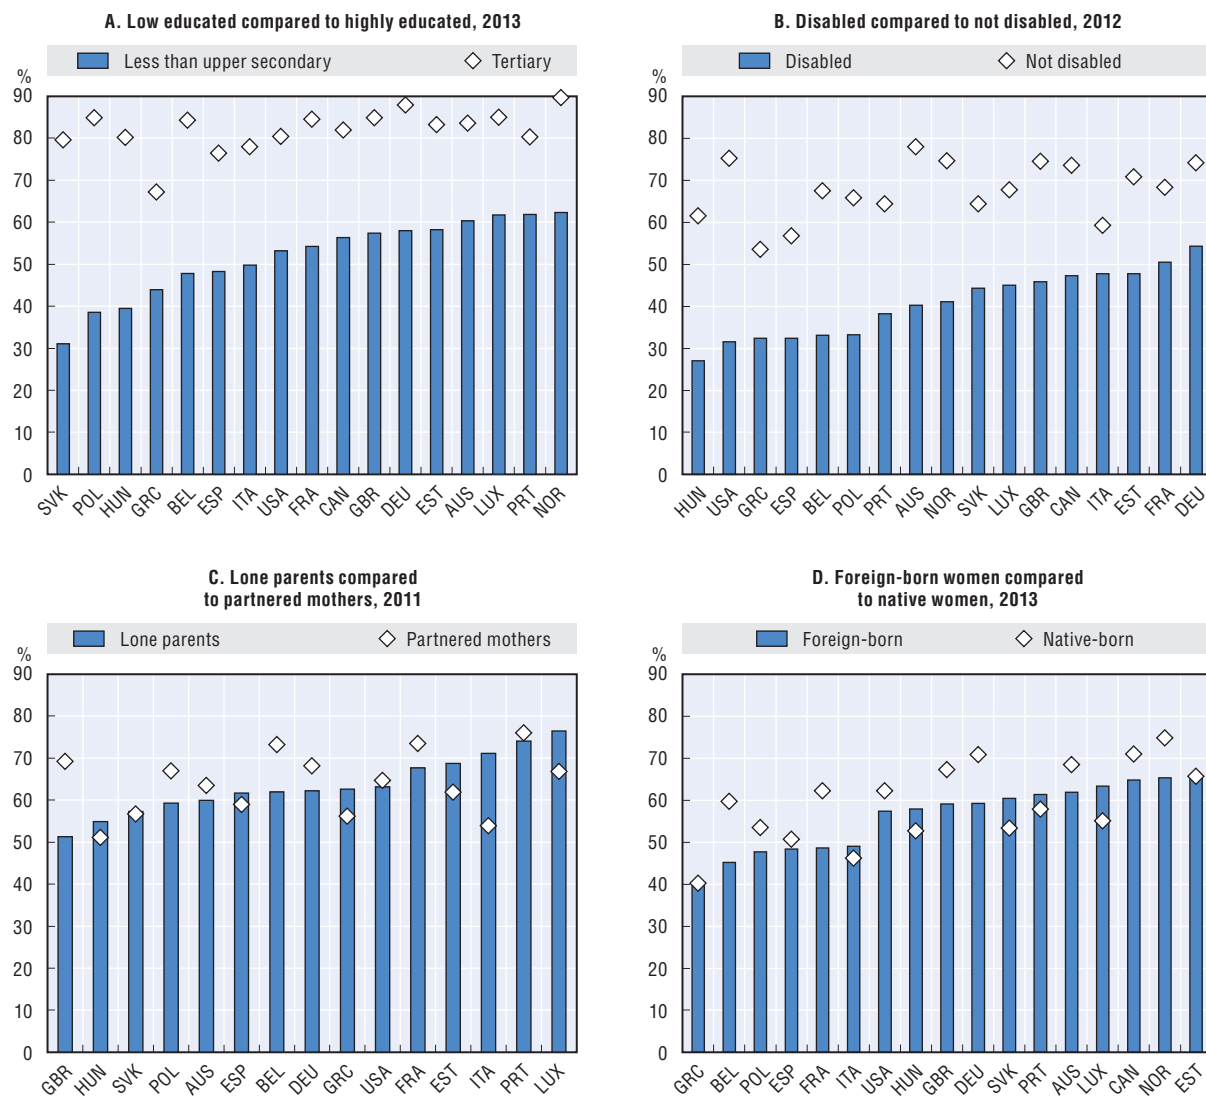 A. Low educated compared to highly educated, 2013
Less than upper secondary
Tertiary
%
90
80
70
60
50
40
30
20
10
0
SVK
POL
HUN
GRC
BEL
ESP
ITA
USA
FRA
CAN
GBR
DEU
EST
AUS
LUX
PRT
NOR
B. Disabled compared to not disabled, 2012
Disabled
Not disabled
%
90
80
70
60
50
40
30
20
10
0
HUN
USA
GRC
ESP
BEL
POL
PRT
AUS
NOR
SVK
LUX
GBR
CAN
ITA
EST
FRA
DEU
C. Lone parents compared
to partnered mothers, 2011
Lone parents
Partnered mothers
%
90
80
70
60
50
40
30
20
10
0
GBR
HUN
SVK
POL
AUS
ESP
BEL
DEU
GRC
USA
FRA
EST
ITA
PRT
LUX
D. Foreign-born women compared
to native women, 2013
Foreign-born
Native-born
%
90
80
70
60
50
40
30
20
10
0
GRC
BEL
POL
ESP
FRA
ITA
USA
HUN
GBR
DEU
SVK
PRT
AUS
LUX
CAN
NOR
EST